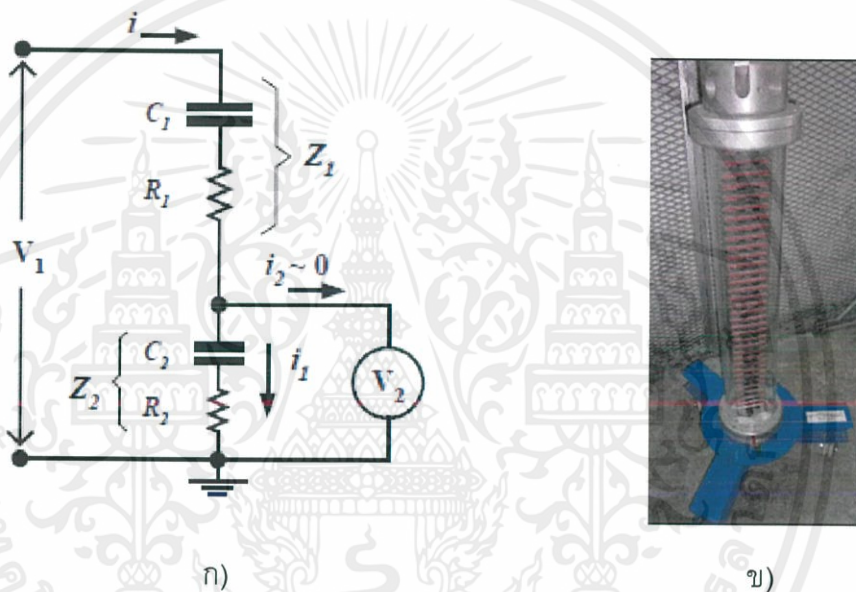 i
C₁
R₁
Z₁
V₁
i₂ ~ 0
C₂
Z₂
R₂
i₁
V₂
ก)
ข)